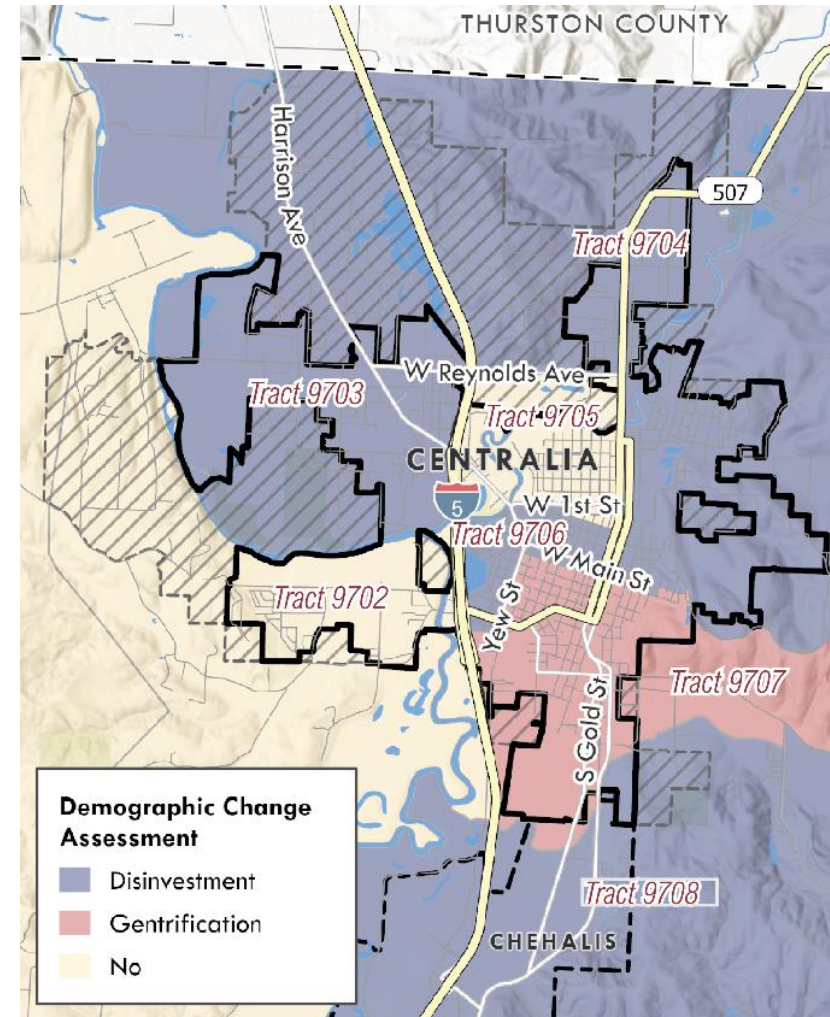 THURSTON COUNTY
Harrison Ave
507
Tract 9704
W Reynolds Ave
Tract 9703
Tract 9705
CENTRALIA
5
W 1st St
Tract 9706
W Main St
Tract 9702
Yew St
Tract 9707
S Gold St
Demographic Change
Assessment
Disinvestment
Gentrification
No
Tract 9708
CHEHALIS